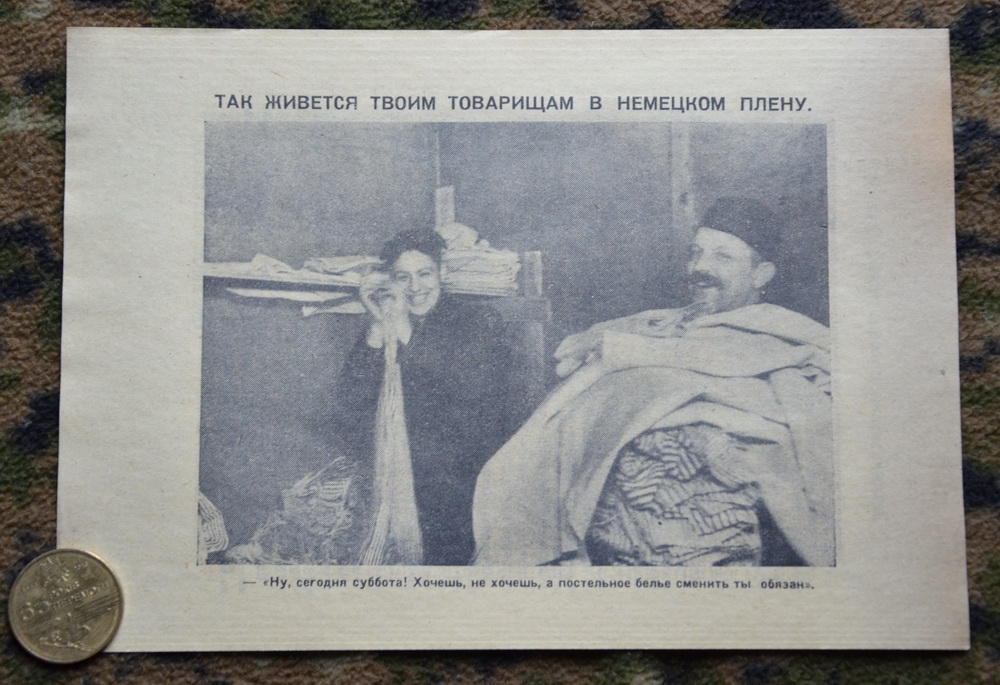 ТАК ЖИВЕТСЯ ТВОИМ ТОВАРИЩАМ В НЕМЕЦКОМ ПЛЕНУ.
— «Ну, сегодня суббота! Хочешь, не хочешь, а постельное белье сменить ты обязан».